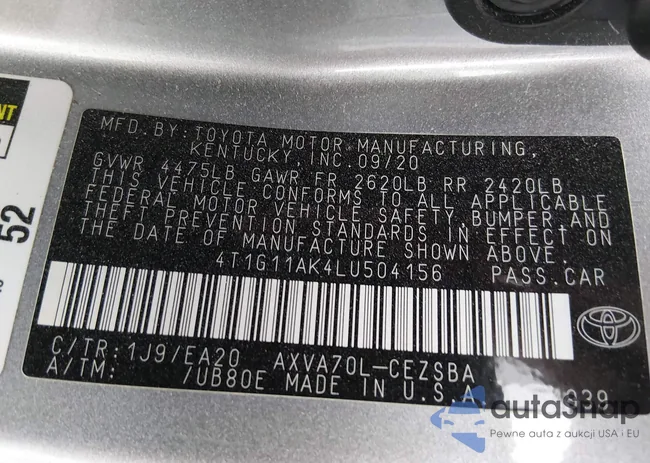 NT
52
MFD. BY: TOYOTA MOTOR MANUFACTURING,
KENTUCKY, INC. 09/20
GVWR 4475LB GAWR FR 2620LB RR 2420LB
THIS VEHICLE CONFORMS TO ALL APPLICABLE
FEDERAL MOTOR VEHICLE SAFETY, BUMPER, AND
THEFT PREVENTION STANDARDS IN EFFECT ON
THE DATE OF MANUFACTURE SHOWN ABOVE.
4T1G11AK4LU504156 PASS. CAR
C/TR: 1J9/EA20 AXVA70L-CEZSBA
A/TM: /UB80E MADE IN U.S.A.
939
autoSnap
Pewne auta z aukcji USA i EU